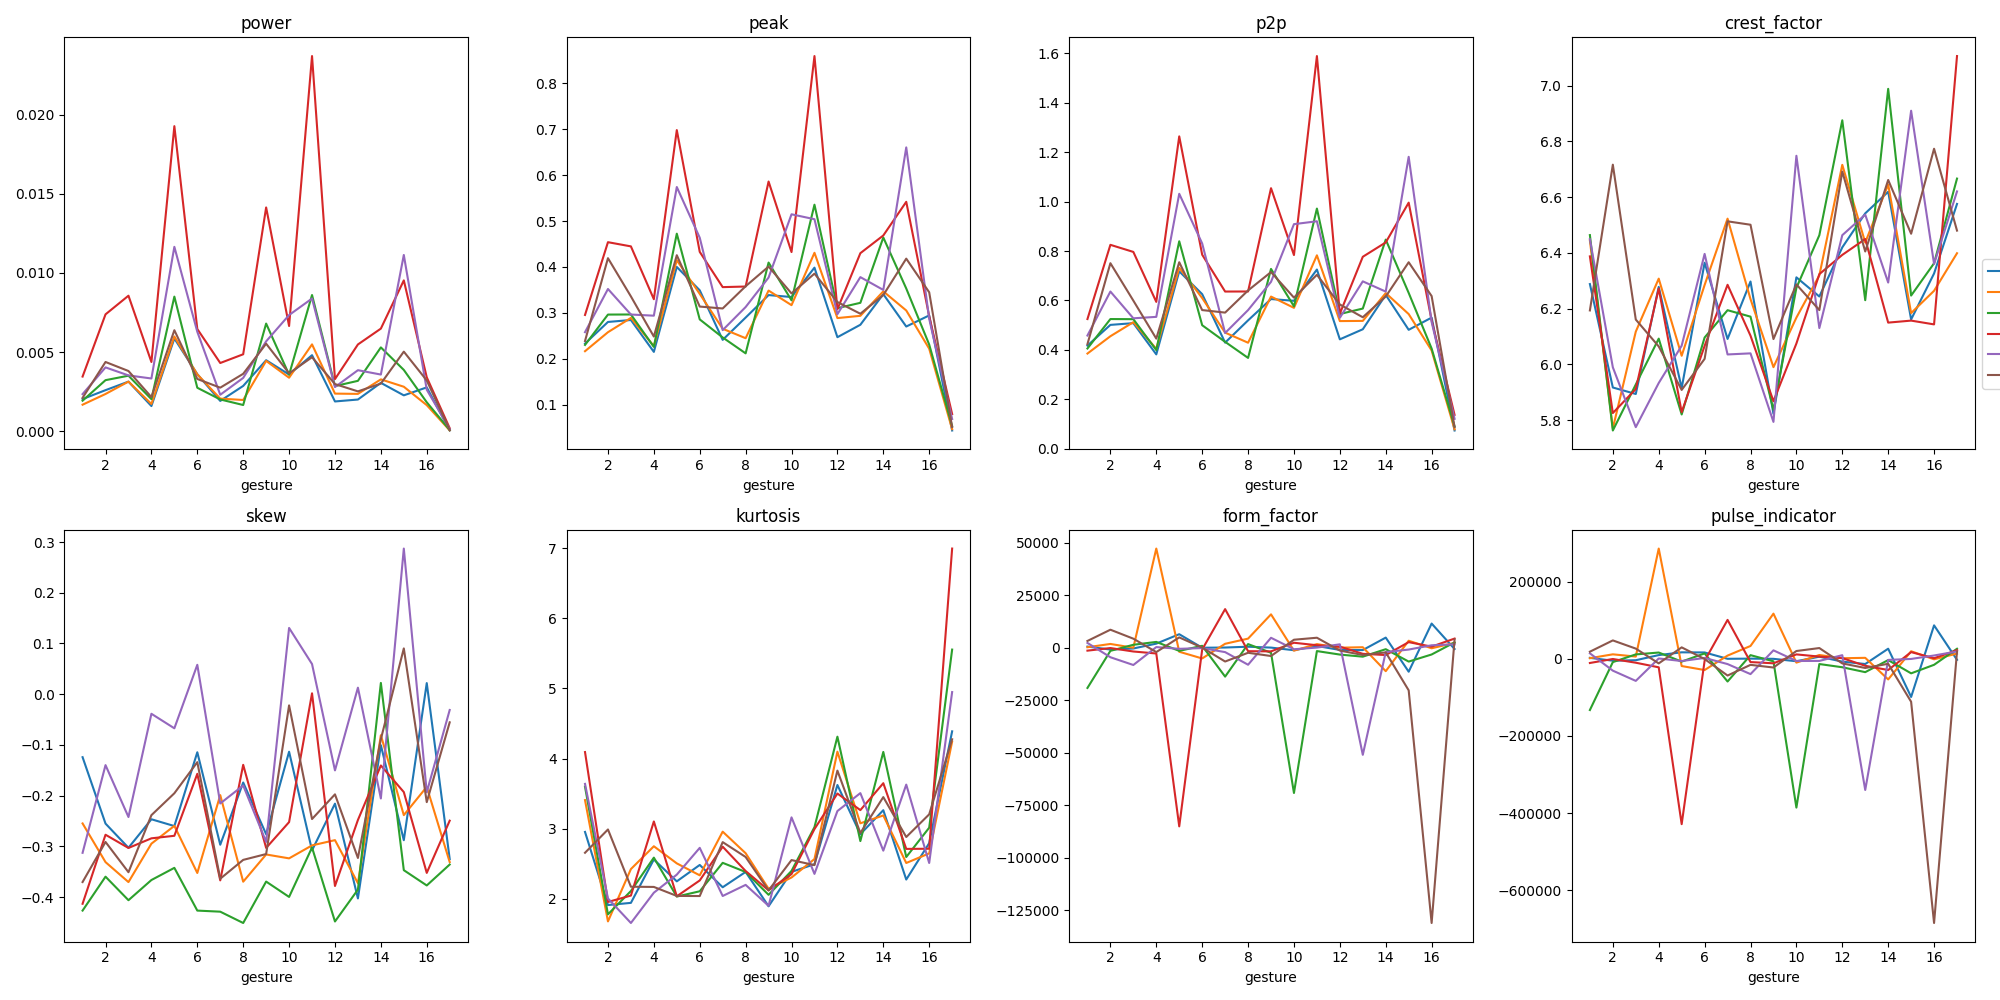 power
0.020
0.015
0.010
0.005
0.000
2 4 6 8 10 12 14 16
gesture
peak
0.8
0.7
0.6
0.5
0.4
0.3
0.2
0.1
2 4 6 8 10 12 14 16
gesture
p2p
1.6
1.4
1.2
1.0
0.8
0.6
0.4
0.2
0.0
2 4 6 8 10 12 14 16
gesture
crest_factor
7.0
6.8
6.6
6.4
6.2
6.0
5.8
2 4 6 8 10 12 14 16
gesture
skew
0.3
0.2
0.1
0.0
−0.1
−0.2
−0.3
−0.4
2 4 6 8 10 12 14 16
gesture
kurtosis
7
6
5
4
3
2
2 4 6 8 10 12 14 16
gesture
form_factor
50000
25000
0
−25000
−50000
−75000
−100000
−125000
2 4 6 8 10 12 14 16
gesture
pulse_indicator
200000
0
−200000
−400000
−600000
2 4 6 8 10 12 14 16
gesture